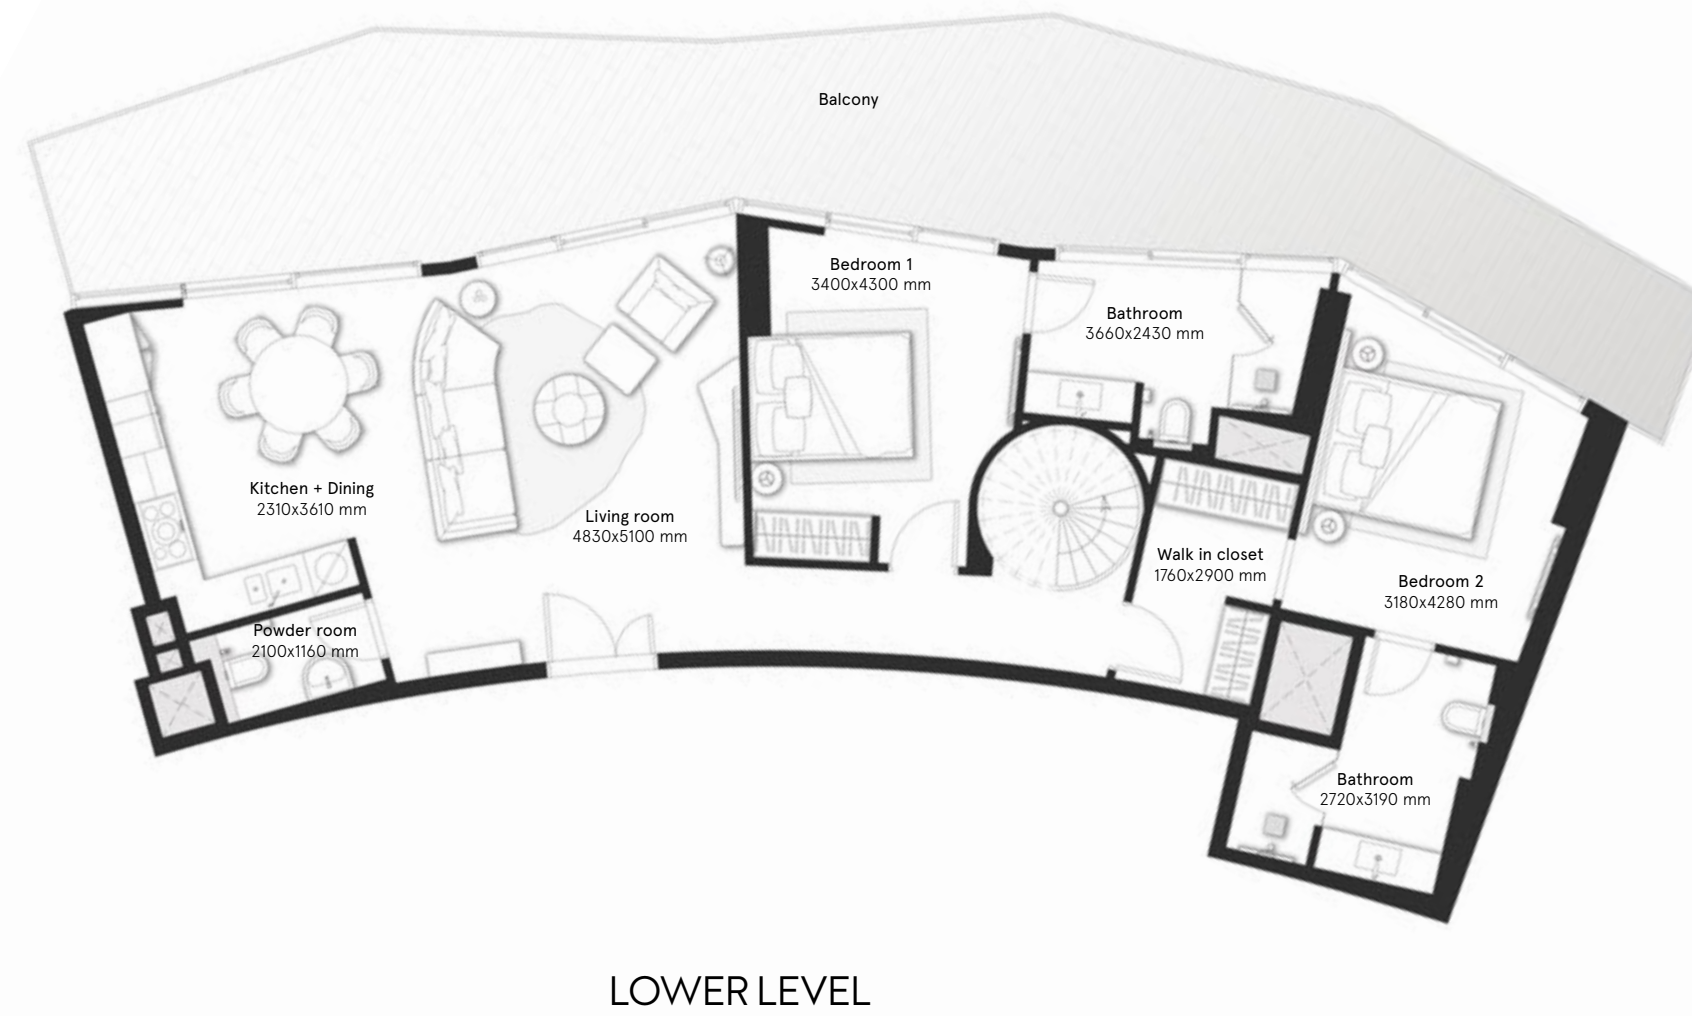 Balcony
Bedroom 1
3400x4300 mm
Bathroom
3660x2430 mm
Kitchen + Dining
2310x3610 mm
Living room
4830x5100 mm
Walk in closet
1760x2900 mm
Bedroom 2
3180x4280 mm
Powder room
2100x1160 mm
Bathroom
2720x3190 mm
LOWER LEVEL